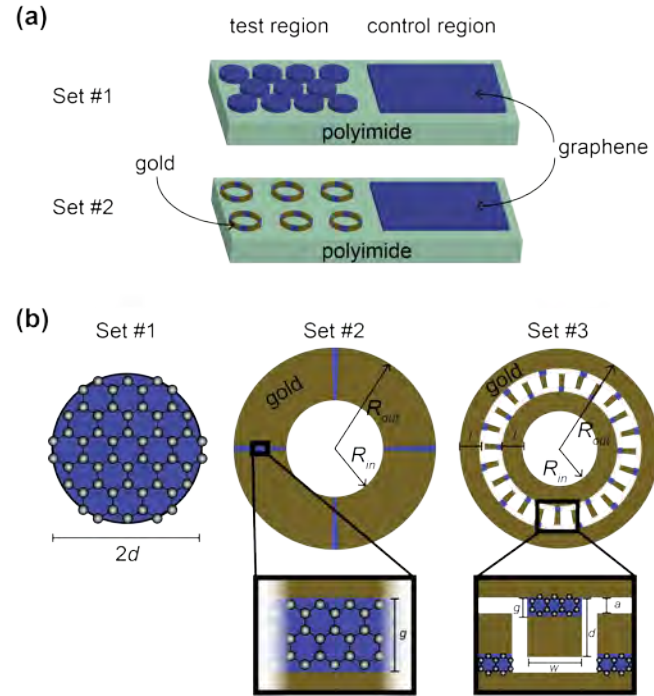 (a)
test region control region
Set #1
polyimide
graphene
gold
Set #2
polyimide
(b)
Set #1 Set #2 Set #3
gold
R_out
R_in
2d
g
gold
R_out
l l
R_in
g a
d
w